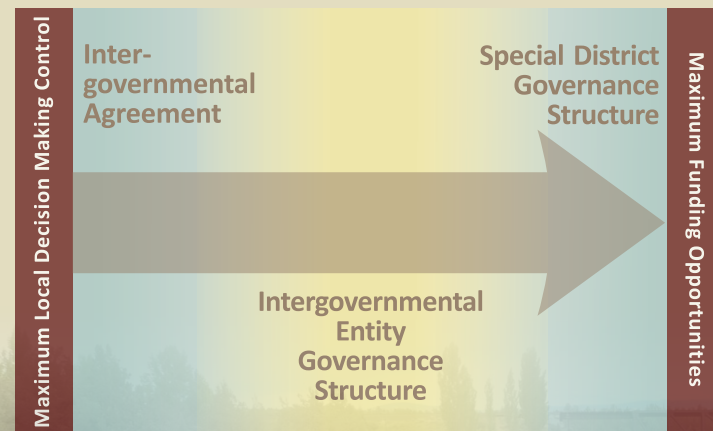 Maximum Local Decision Making Control
Inter-
governmental
Agreement
Special District
Governance
Structure
Intergovernmental
Entity
Governance
Structure
Maximum Funding Opportunities